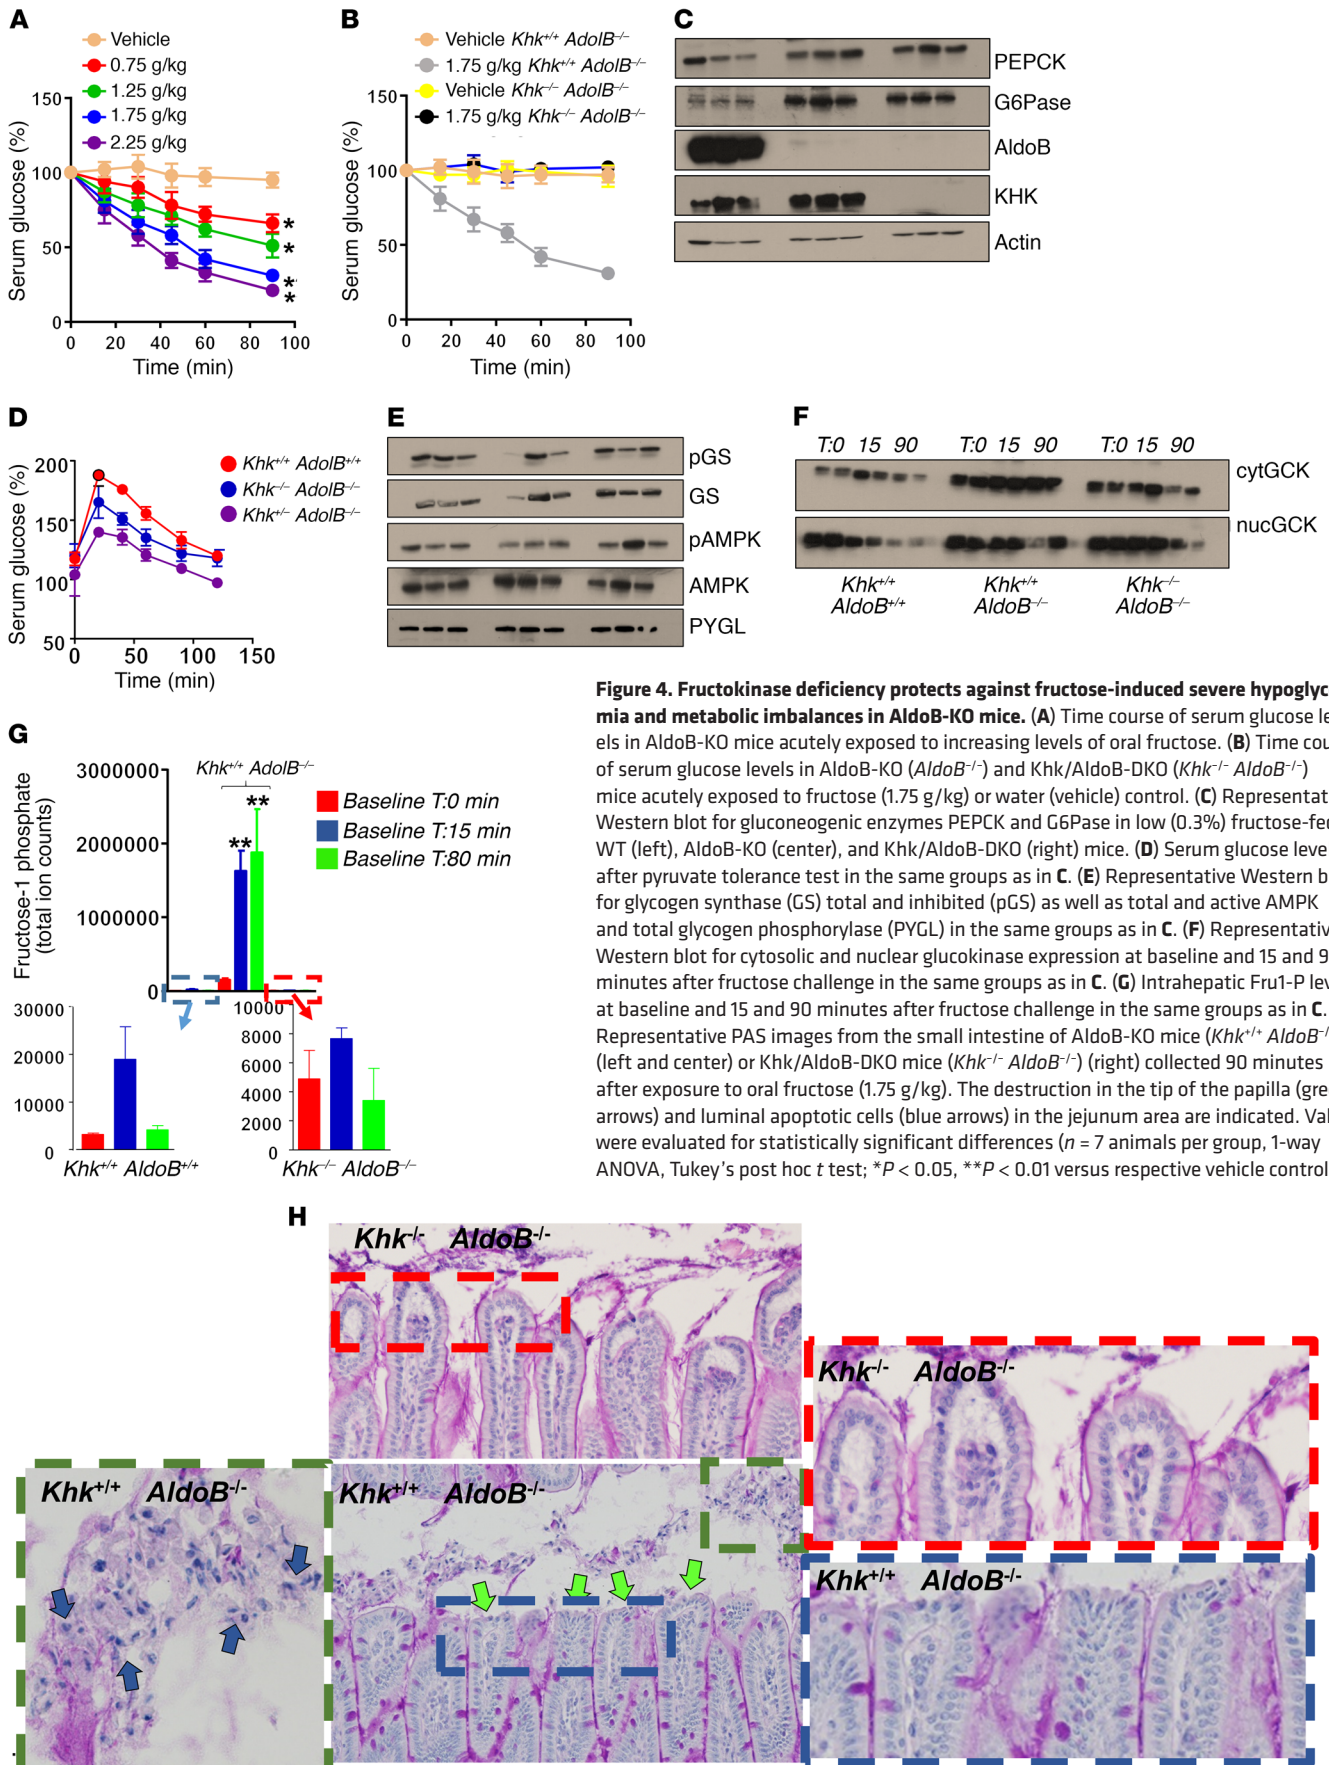 A
Vehicle
0.75 g/kg
1.25 g/kg
1.75 g/kg
2.25 g/kg
Serum glucose (%)
150
100
50
0
*
*
*
*
0 20 40 60 80 100
Time (min)
B
Vehicle Khk+/+ AdolB–/–
1.75 g/kg Khk+/+ AdolB–/–
Vehicle Khk–/– AdolB–/–
1.75 g/kg Khk–/– AdolB–/–
Serum glucose (%)
150
100
50
0
0 20 40 60 80 100
Time (min)
C
PEPCK
G6Pase
AldoB
KHK
Actin
D
Serum glucose (%)
200
150
100
50
Khk+/+ AdolB+/+
Khk–/– AdolB–/–
Khk+/– AdolB–/–
0 50 100 150
Time (min)
E
pGS
GS
pAMPK
AMPK
PYGL
F
T:0 15 90 T:0 15 90 T:0 15 90
cytGCK
nucGCK
Khk+/+ Khk+/+ Khk–/–
AldoB+/+ AldoB–/– AldoB–/–
Figure 4. Fructokinase deficiency protects against fructose-induced severe hypoglyc
mia and metabolic imbalances in AldoB-KO mice. (A) Time course of serum glucose le
els in AldoB-KO mice acutely exposed to increasing levels of oral fructose. (B) Time cou
of serum glucose levels in AldoB-KO (AldoB–/–) and Khk/AldoB-DKO (Khk–/– AldoB–/–)
mice acutely exposed to fructose (1.75 g/kg) or water (vehicle) control. (C) Representat
Western blot for gluconeogenic enzymes PEPCK and G6Pase in low (0.3%) fructose-fed
WT (left), AldoB-KO (center), and Khk/AldoB-DKO (right) mice. (D) Serum glucose level
after pyruvate tolerance test in the same groups as in C. (E) Representative Western b
for glycogen synthase (GS) total and inhibited (pGS) as well as total and active AMPK
and total glycogen phosphorylase (PYGL) in the same groups as in C. (F) Representativ
Western blot for cytosolic and nuclear glucokinase expression at baseline and 15 and 9
minutes after fructose challenge in the same groups as in C. (G) Intrahepatic Fru1-P lev
at baseline and 15 and 90 minutes after fructose challenge in the same groups as in C.
Representative PAS images from the small intestine of AldoB-KO mice (Khk+/+ AldoB–/
(left and center) or Khk/AldoB-DKO mice (Khk–/– AldoB–/–) (right) collected 90 minutes
after exposure to oral fructose (1.75 g/kg). The destruction in the tip of the papilla (gre
arrows) and luminal apoptotic cells (blue arrows) in the jejunum area are indicated. Val
were evaluated for statistically significant differences (n = 7 animals per group, 1-way
ANOVA, Tukey's post hoc t test; *P < 0.05, **P < 0.01 versus respective vehicle control
G
Fructose-1 phosphate
(total ion counts)
3000000
2000000
1000000
0
Khk+/+ AdolB–/–
**
**
Baseline T:0 min
Baseline T:15 min
Baseline T:80 min
30000
20000
10000
0
Khk+/+ AldoB+/+
10000
8000
6000
4000
2000
0
Khk–/– AldoB–/–
H
Khk-/- AldoB-/-
Khk-/- AldoB-/-
Khk+/+ AldoB-/-
Khk+/+ AldoB-/-
Khk+/+ AldoB-/-